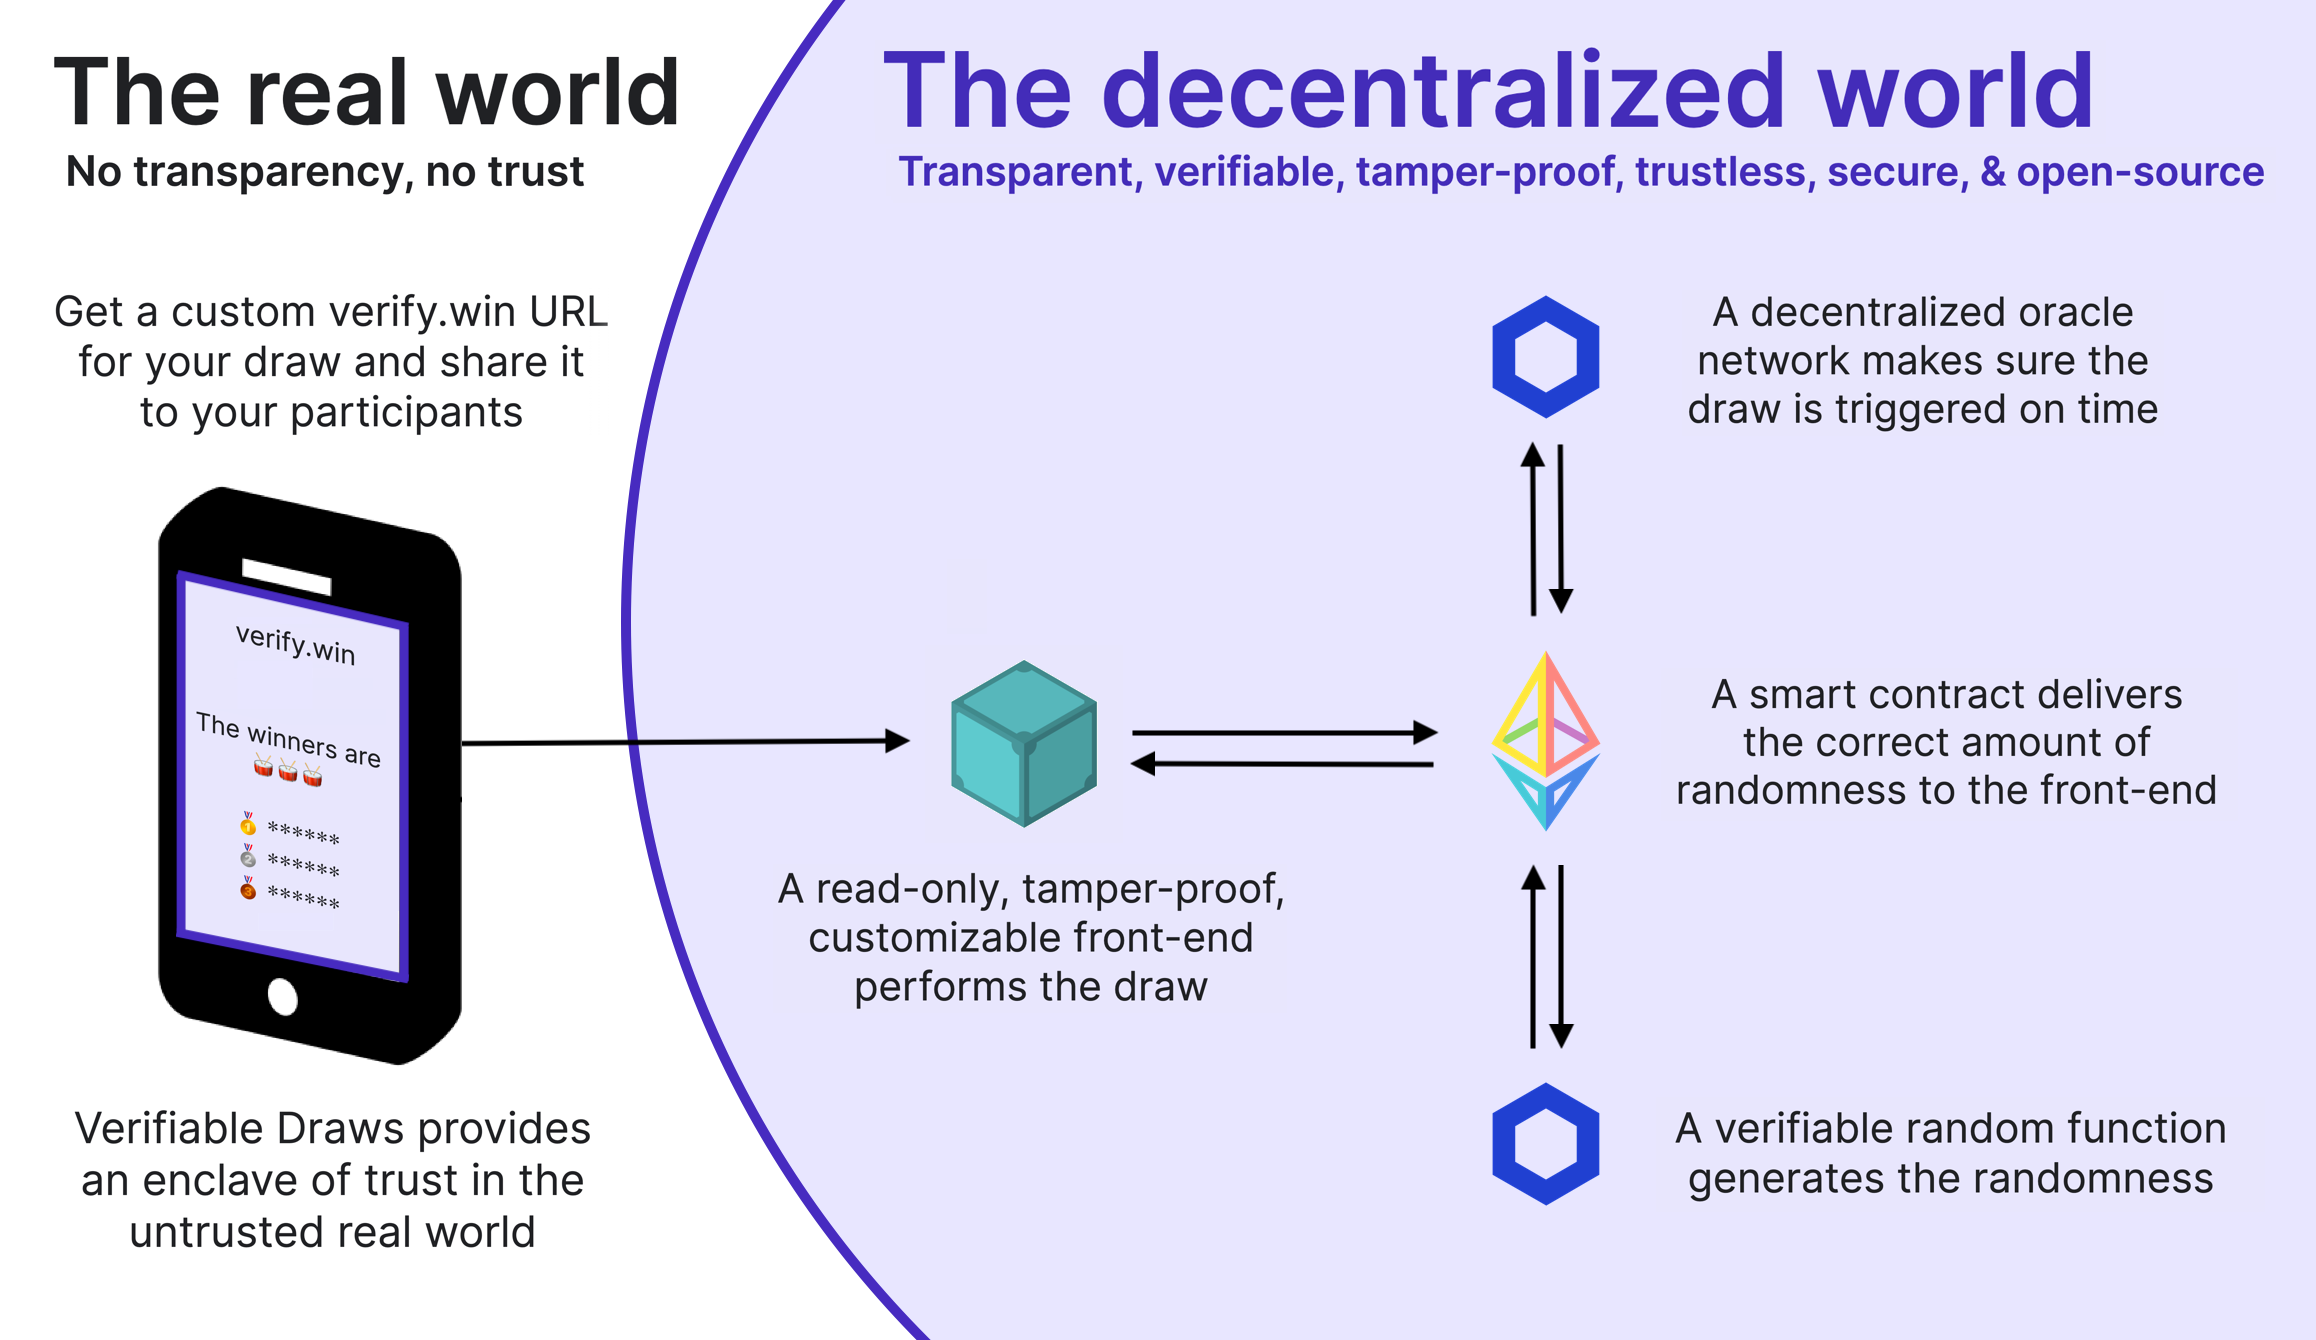 The real world
No transparency, no trust
Get a custom verify.win URL
for your draw and share it
to your participants
verify.win
The winners are
1 ******
2 ******
3 ******
Verifiable Draws provides
an enclave of trust in the
untrusted real world
The decentralized world
Transparent, verifiable, tamper-proof, trustless, secure, & open-source
A decentralized oracle
network makes sure the
draw is triggered on time
A smart contract delivers
the correct amount of
randomness to the front-end
A read-only, tamper-proof,
customizable front-end
performs the draw
A verifiable random function
generates the randomness